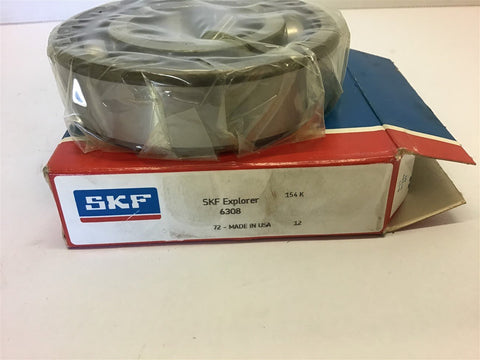 SKF
SKF Explorer 154 K
6308
72 - MADE IN USA 12